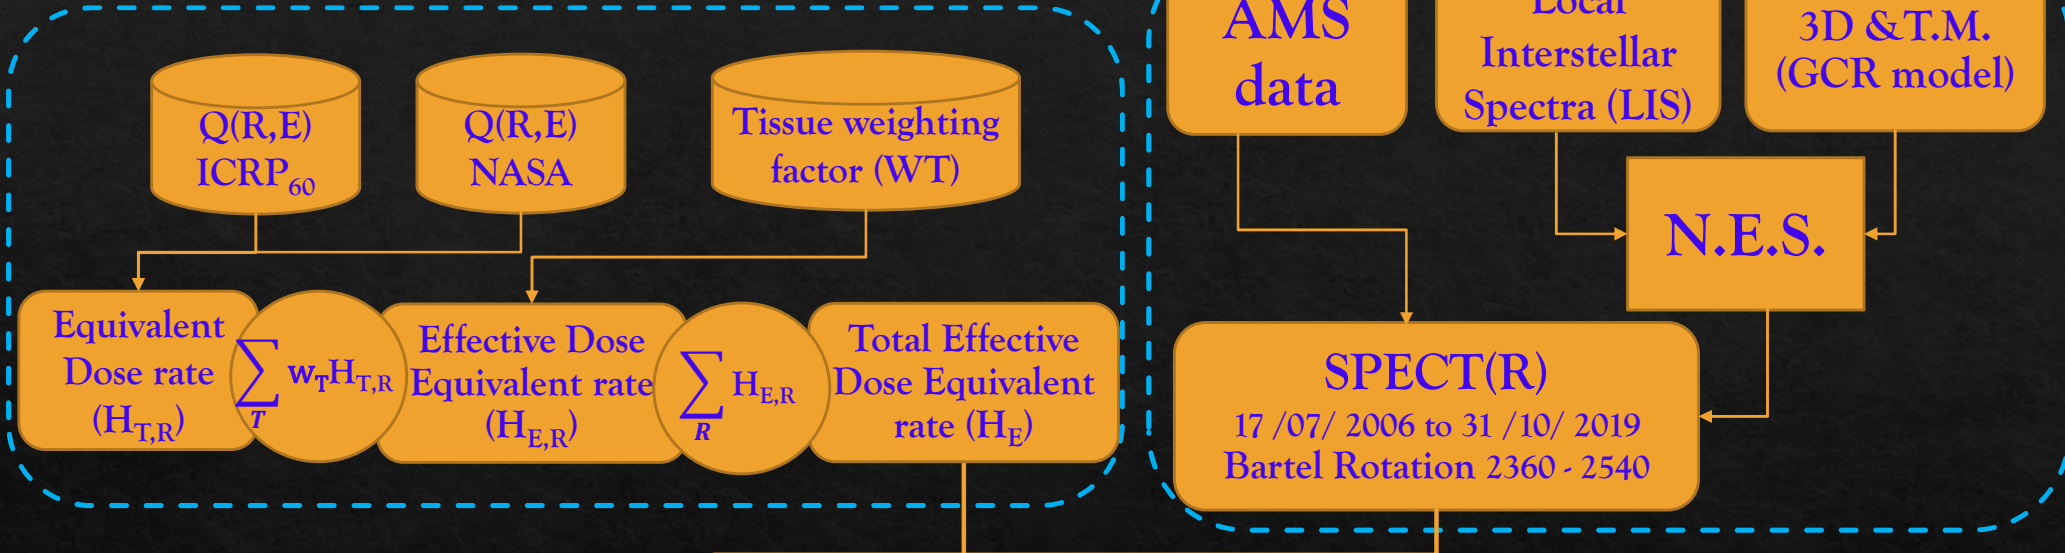 Q(R,E)
ICRP60
Q(R,E)
NASA
Tissue weighting
factor (WT)
Equivalent
Dose rate
(HT,R)
∑ wTHT,R
T
Effective Dose
Equivalent rate
(HE,R)
∑ HE,R
R
Total Effective
Dose Equivalent
rate (HE)
AMS
data
Local
Interstellar
Spectra (LIS)
3D &T.M.
(GCR model)
N.E.S.
SPECT(R)
17 /07/ 2006 to 31 /10/ 2019
Bartel Rotation 2360 - 2540